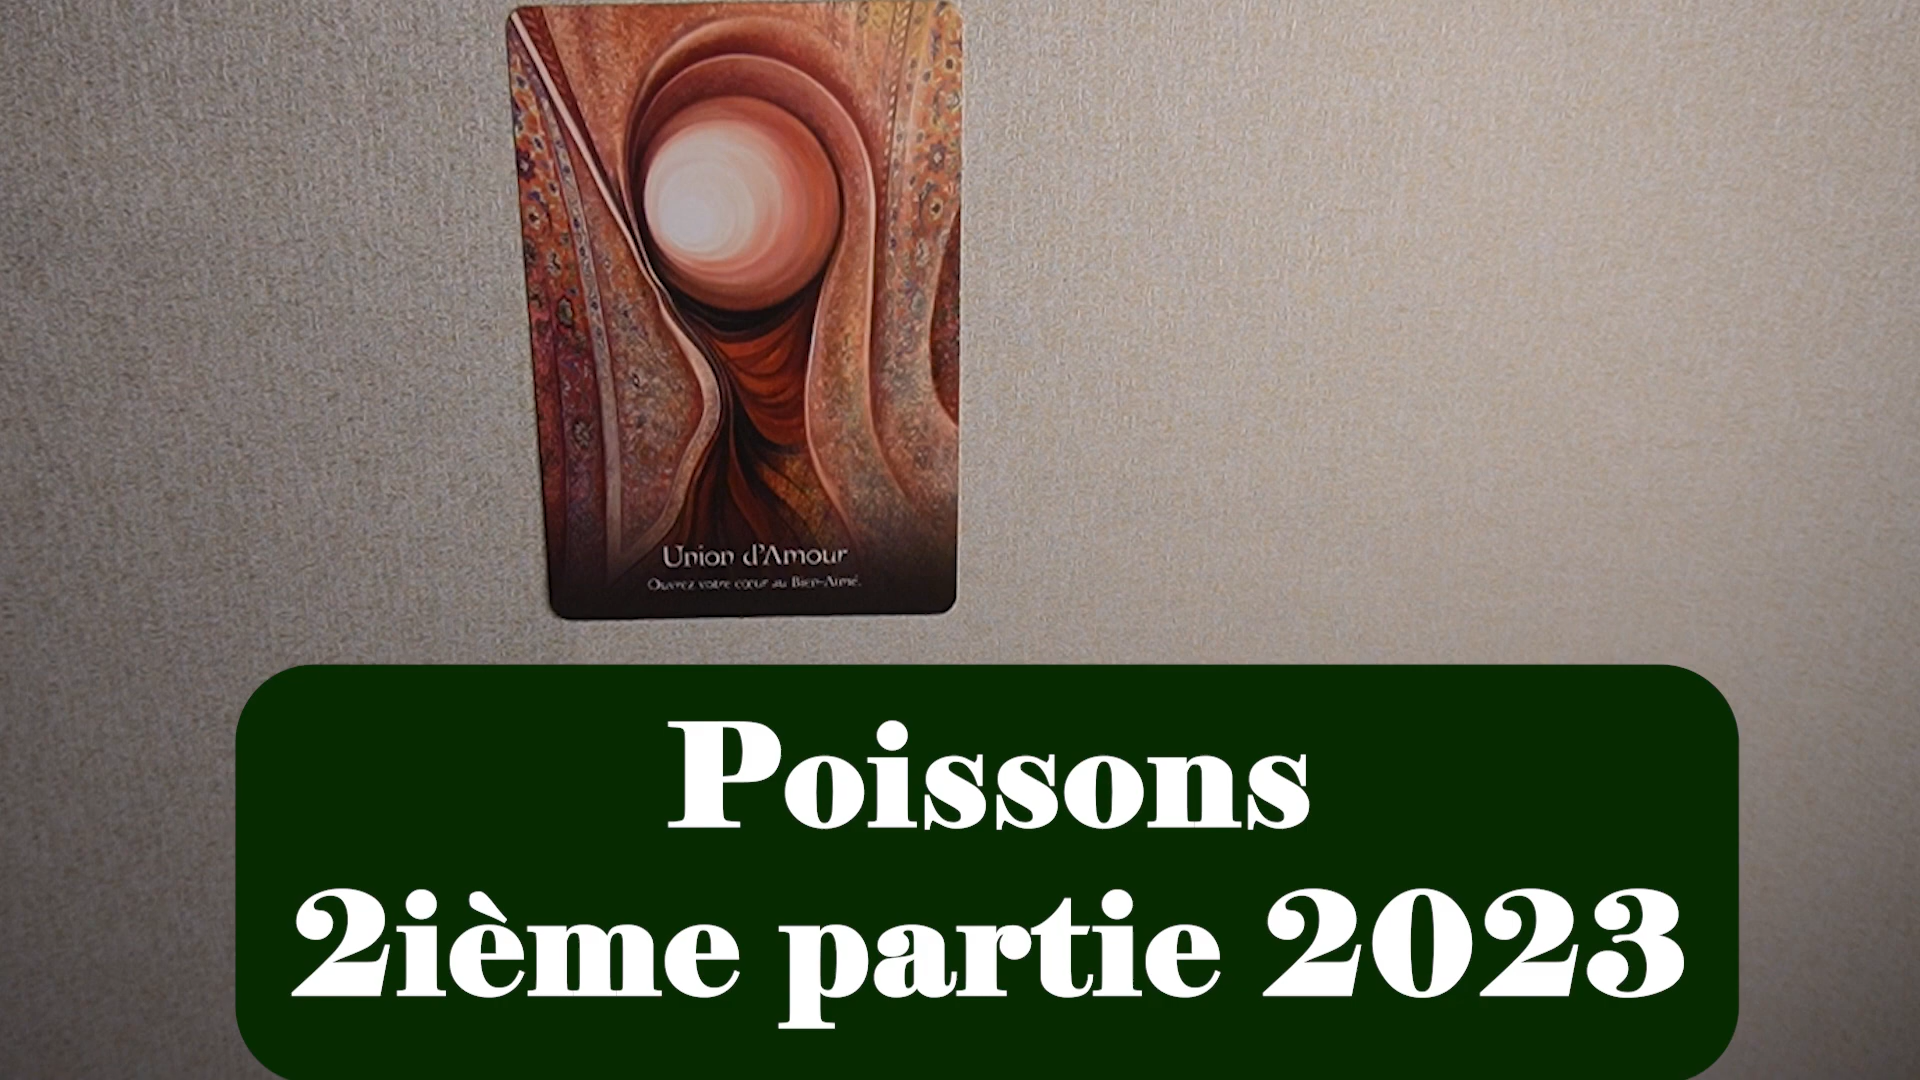 Union d'Amour
Ouvrez votre cœur au Bien-Aimé.
Poissons
2ième partie 2023